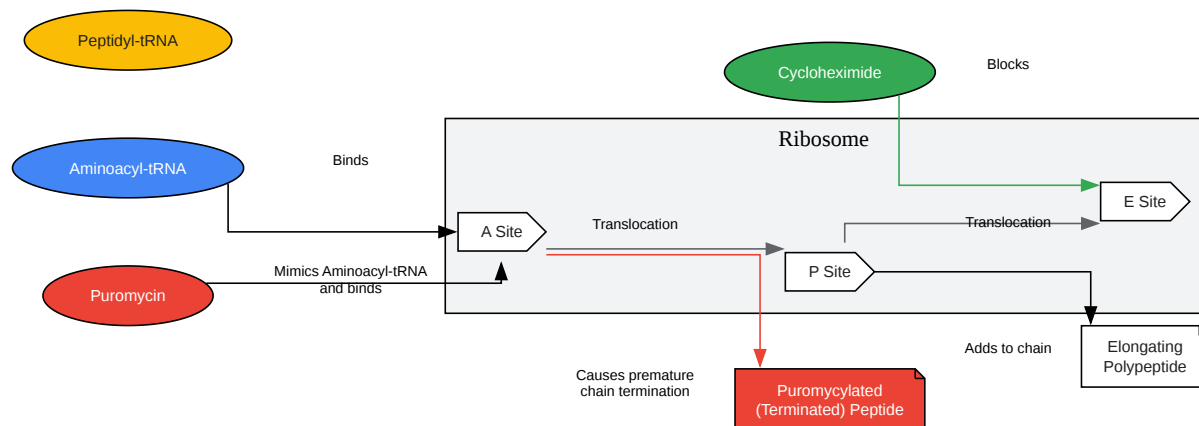 Peptidyl-tRNA
Cycloheximide
Blocks
Ribosome
Aminoacyl-tRNA
Binds
E Site
Translocation
Translocation
A Site
P Site
Mimics Aminoacyl-tRNA
and binds
Puromycin
Adds to chain
Elongating
Polypeptide
Causes premature
chain termination
Puromycylated
(Terminated) Peptide